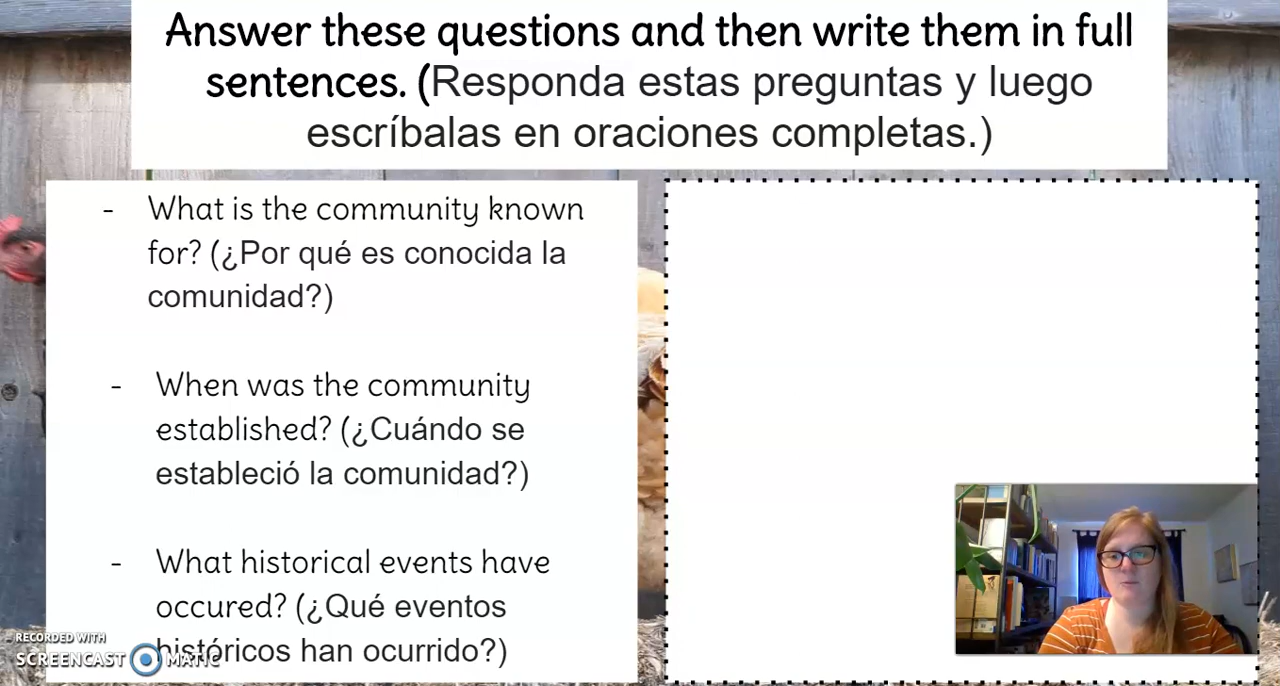 Answer these questions and then write them in full
sentences. (Responda estas preguntas y luego
escríbalas en oraciones completas.)
- What is the community known
for? (¿Por qué es conocida la
comunidad?)
- When was the community
established? (¿Cuándo se
estableció la comunidad?)
- What historical events have
occured? (¿Qué eventos
históricos han ocurrido?)
RECORDED WITH
SCREENCAST MATIC